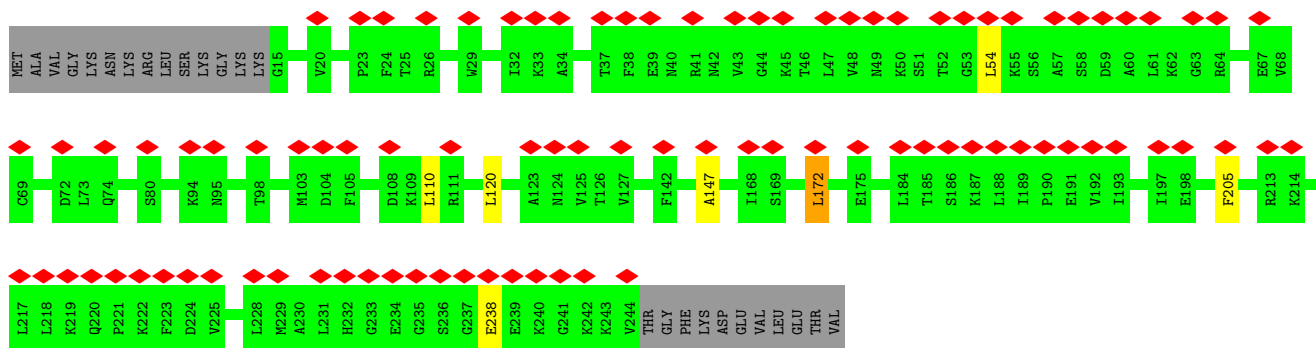 MET ALA VAL GLY LYS ASN LYS ARG LEU SER LYS GLY LYS LYS G15 V20 P23 F24 T25 R26 W29 I32 K33 A34 T37 F38 E39 N40 R41 N42 V43 G44 K45 T46 L47 V48 N49 K50 S51 T52 G53 L54 K55 S56 A57 S58 D59 A60 L61 K62 G63 R64 E67 V68
C69 D72 L73 Q74 S80 K94 N95 T98 M103 D104 F105 D108 K109 L110 R111 L120 A123 N124 V125 T126 V127 F142 A147 I168 S169 L172 E175 L184 T185 S186 K187 L188 I189 P190 E191 V192 I193 I197 E198 F205 R213 K214
L217 L218 K219 Q220 P221 K222 F223 D224 V225 L228 M229 A230 L231 H232 G233 E234 G235 S236 G237 E238 E239 K240 G241 K242 K243 V244 THR GLY PHE LYS ASP GLU VAL LEU GLU THR VAL